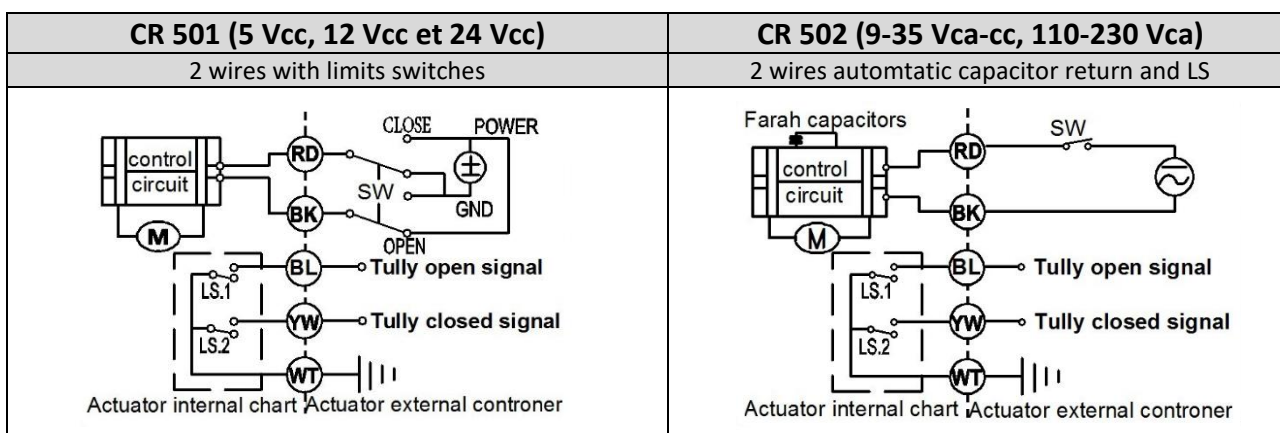 CR 501 (5 Vcc, 12 Vcc et 24 Vcc)
2 wires with limits switches
control
circuit
M
RD
BK
SW
CLOSE
POWER
GND
OPEN
LS.1
LS.2
BL
Tully open signal
YW
Tully closed signal
WT
Actuator internal chart
Actuator external controner
CR 502 (9-35 Vca-cc, 110-230 Vca)
2 wires automtatic capacitor return and LS
Farah capacitors
control
circuit
M
RD
SW
BK
LS.1
LS.2
BL
Tully open signal
YW
Tully closed signal
WT
Actuator internal chart
Actuator external controner